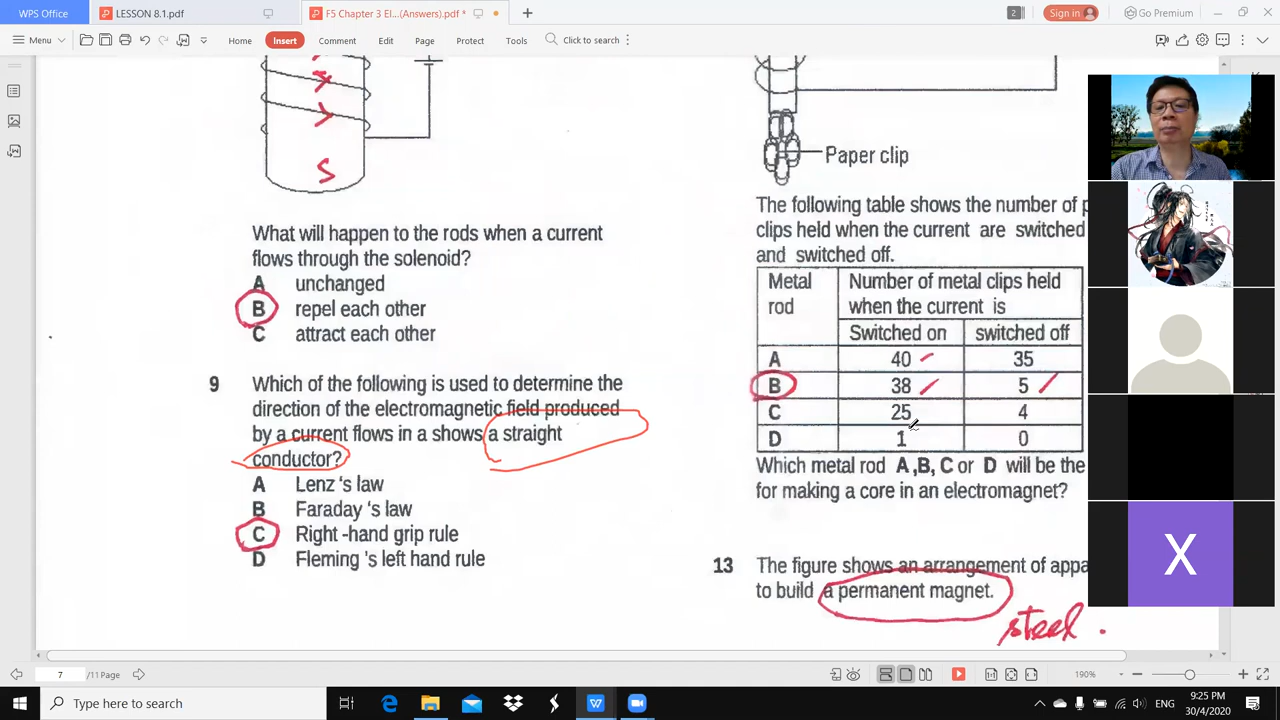 WPS Office
LESSON 8.1.pdf
F5 Chapter 3 El...(Answers).pdf *
+
2
Sign in
Go Premium
Menu
Home
Insert
Comment
Edit
Page
Protect
Tools
Click to search
S
What will happen to the rods when a current
flows through the solenoid?
A unchanged
B repel each other
C attract each other
9 Which of the following is used to determine the
direction of the electromagnetic field produced
by a current flows in a shows a straight
conductor?
A Lenz 's law
B Faraday 's law
C Right -hand grip rule
D Fleming 's left hand rule
Paper clip
The following table shows the number of p
clips held when the current are switched
and switched off.
Metal rod Number of metal clips held when the current is
Switched on switched off
A 40 35
B 38 5
C 25 4
D 1 0
Which metal rod A ,B, C or D will be the
for making a core in an electromagnet?
13 The figure shows an arrangement of appa
to build a permanent magnet.
steel .
X
7 /11 Page
190%
Type here to search
ENG
9:25 PM
30/4/2020